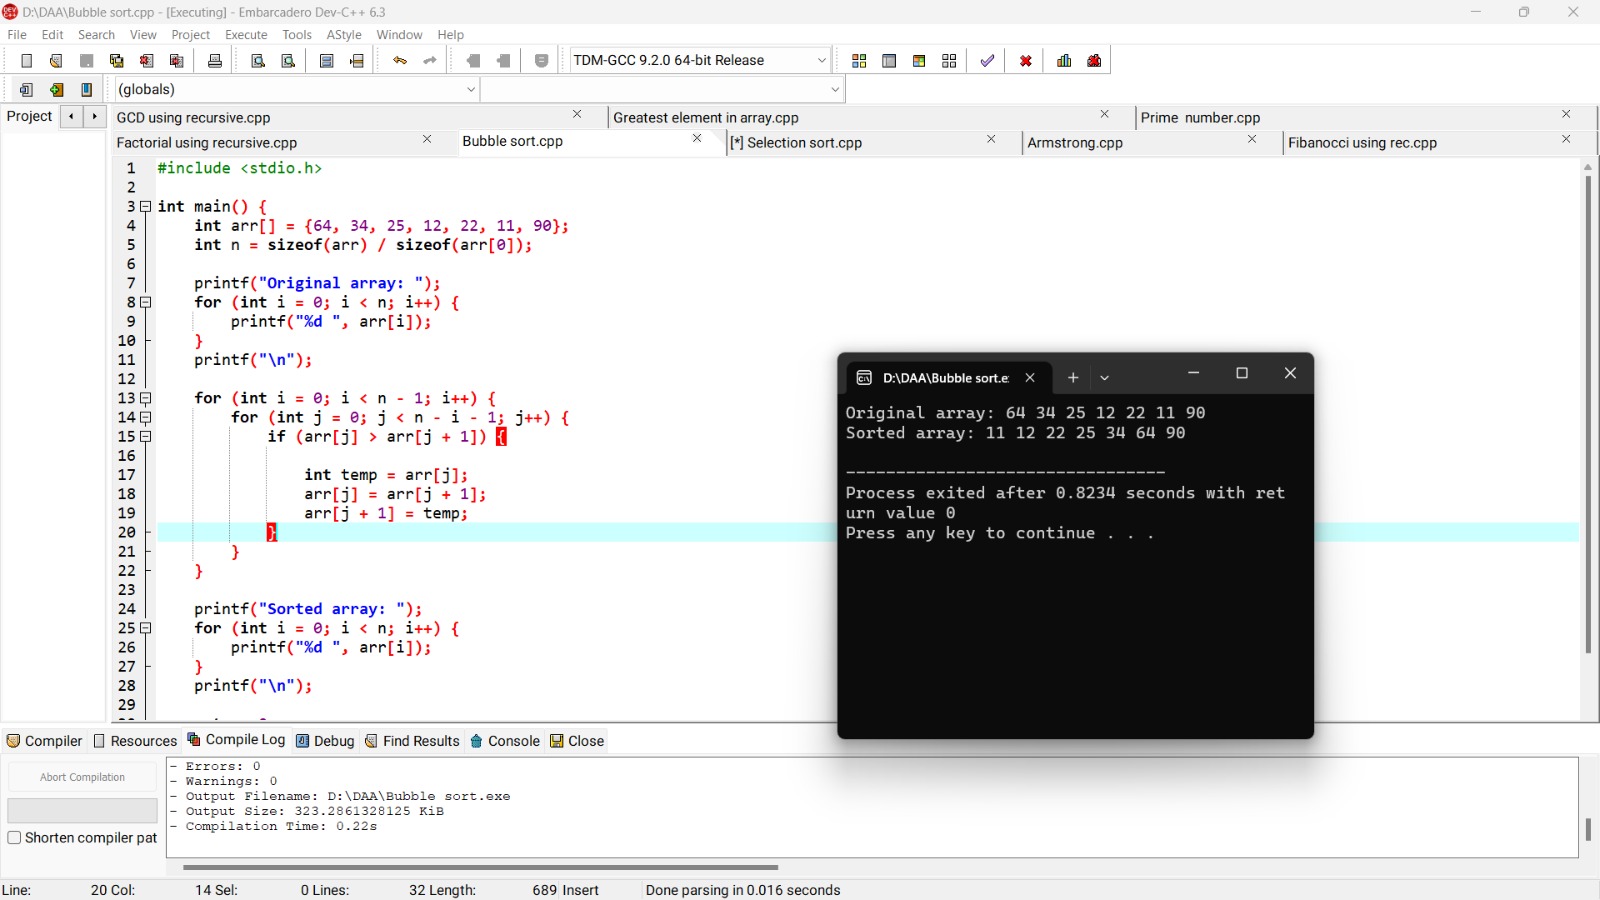 D:\DAA\Bubble sort.cpp - [Executing] - Embarcadero Dev-C++ 6.3
File Edit Search View Project Execute Tools AStyle Window Help
TDM-GCC 9.2.0 64-bit Release
(globals)
Project
GCD using recursive.cpp Greatest element in array.cpp Prime number.cpp
Factorial using recursive.cpp Bubble sort.cpp [*] Selection sort.cpp Armstrong.cpp Fibanocci using rec.cpp
1 #include <stdio.h>
2
3 int main() {
4 int arr[] = {64, 34, 25, 12, 22, 11, 90};
5 int n = sizeof(arr) / sizeof(arr[0]);
6
7 printf("Original array: ");
8 for (int i = 0; i < n; i++) {
9 printf("%d ", arr[i]);
10 }
11 printf("\n");
12
13 for (int i = 0; i < n - 1; i++) {
14 for (int j = 0; j < n - i - 1; j++) {
15 if (arr[j] > arr[j + 1]) {
16
17 int temp = arr[j];
18 arr[j] = arr[j + 1];
19 arr[j + 1] = temp;
20 }
21 }
22 }
23
24 printf("Sorted array: ");
25 for (int i = 0; i < n; i++) {
26 printf("%d ", arr[i]);
27 }
28 printf("\n");
29
D:\DAA\Bubble sort.e
Original array: 64 34 25 12 22 11 90
Sorted array: 11 12 22 25 34 64 90
--------------------------------
Process exited after 0.8234 seconds with ret
urn value 0
Press any key to continue . . .
Compiler Resources Compile Log Debug Find Results Console Close
Abort Compilation
Shorten compiler pat
- Errors: 0
- Warnings: 0
- Output Filename: D:\DAA\Bubble sort.exe
- Output Size: 323.2861328125 KiB
- Compilation Time: 0.22s
Line: 20 Col: 14 Sel: 0 Lines: 32 Length: 689 Insert Done parsing in 0.016 seconds